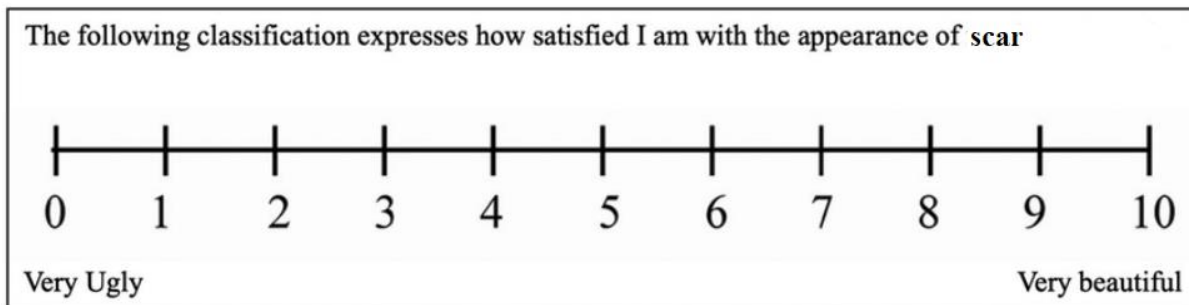 The following classification expresses how satisfied I am with the appearance of scar
0 1 2 3 4 5 6 7 8 9 10
Very Ugly Very beautiful